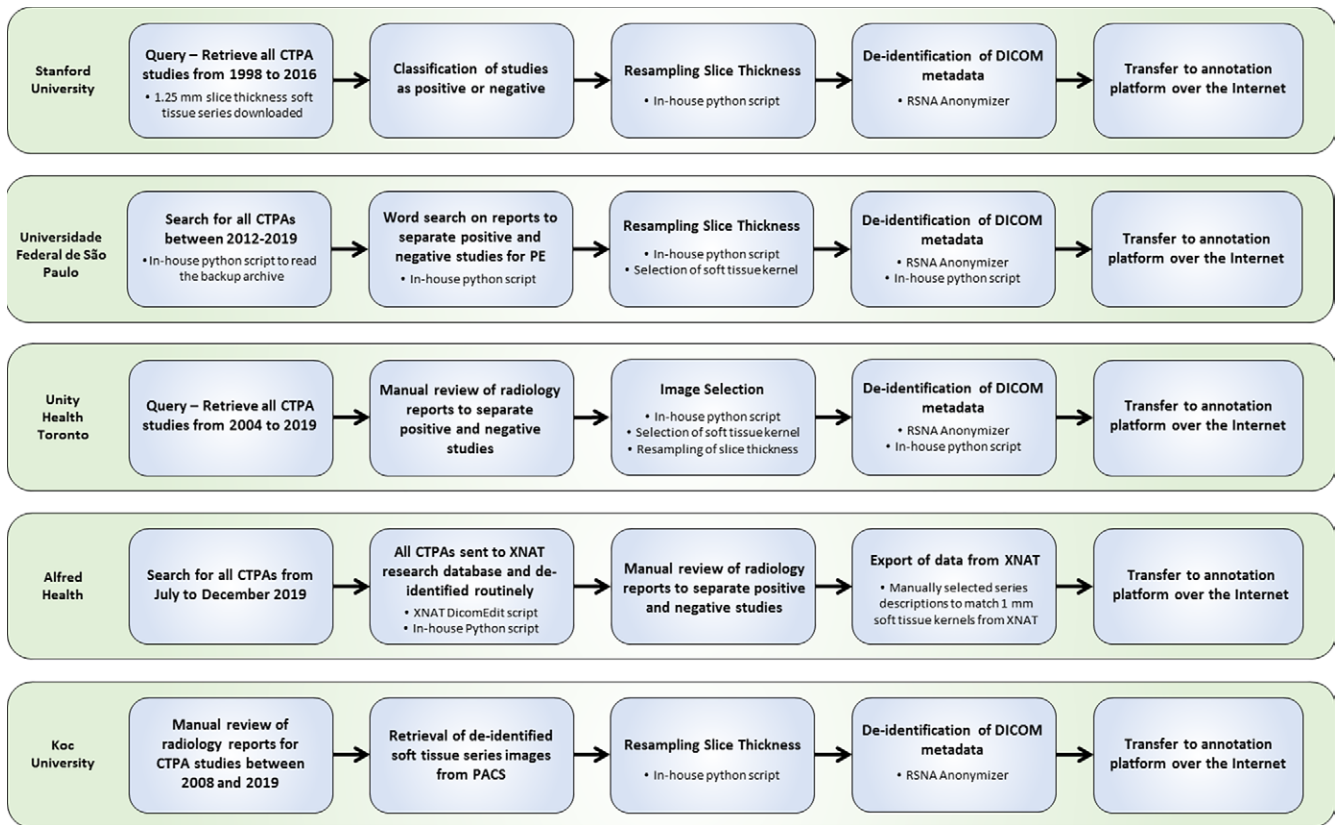 Stanford
University
Query – Retrieve all CTPA
studies from 1998 to 2016
• 1.25 mm slice thickness soft
tissue series downloaded
Classification of studies
as positive or negative
Resampling Slice Thickness
• In-house python script
De-identification of DICOM
metadata
• RSNA Anonymizer
Transfer to annotation
platform over the Internet
Universidade
Federal de São
Paulo
Search for all CTPAs
between 2012-2019
• In-house python script to read
the backup archive
Word search on reports to
separate positive and
negative studies for PE
• In-house python script
Resampling Slice Thickness
• In-house python script
• Selection of soft tissue kernel
De-identification of DICOM
metadata
• RSNA Anonymizer
• In-house python script
Transfer to annotation
platform over the Internet
Unity
Health
Toronto
Query – Retrieve all CTPA
studies from 2004 to 2019
Manual review of radiology
reports to separate
positive and negative
studies
Image Selection
• In-house python script
• Selection of soft tissue kernel
• Resampling of slice thickness
De-identification of DICOM
metadata
• RSNA Anonymizer
• In-house python script
Transfer to annotation
platform over the Internet
Alfred
Health
Search for all CTPAs from
July to December 2019
All CTPAs sent to XNAT
research database and de-
identified routinely
• XNAT DicomEdit script
• In-house Python script
Manual review of radiology
reports to separate positive
and negative studies
Export of data from XNAT
• Manually selected series
descriptions to match 1 mm
soft tissue kernels from XNAT
Transfer to annotation
platform over the Internet
Koc
University
Manual review of
radiology reports for
CTPA studies between
2008 and 2019
Retrieval of de-identified
soft tissue series images
from PACS
Resampling Slice Thickness
• In-house python script
De-identification of DICOM
metadata
• RSNA Anonymizer
Transfer to annotation
platform over the Internet